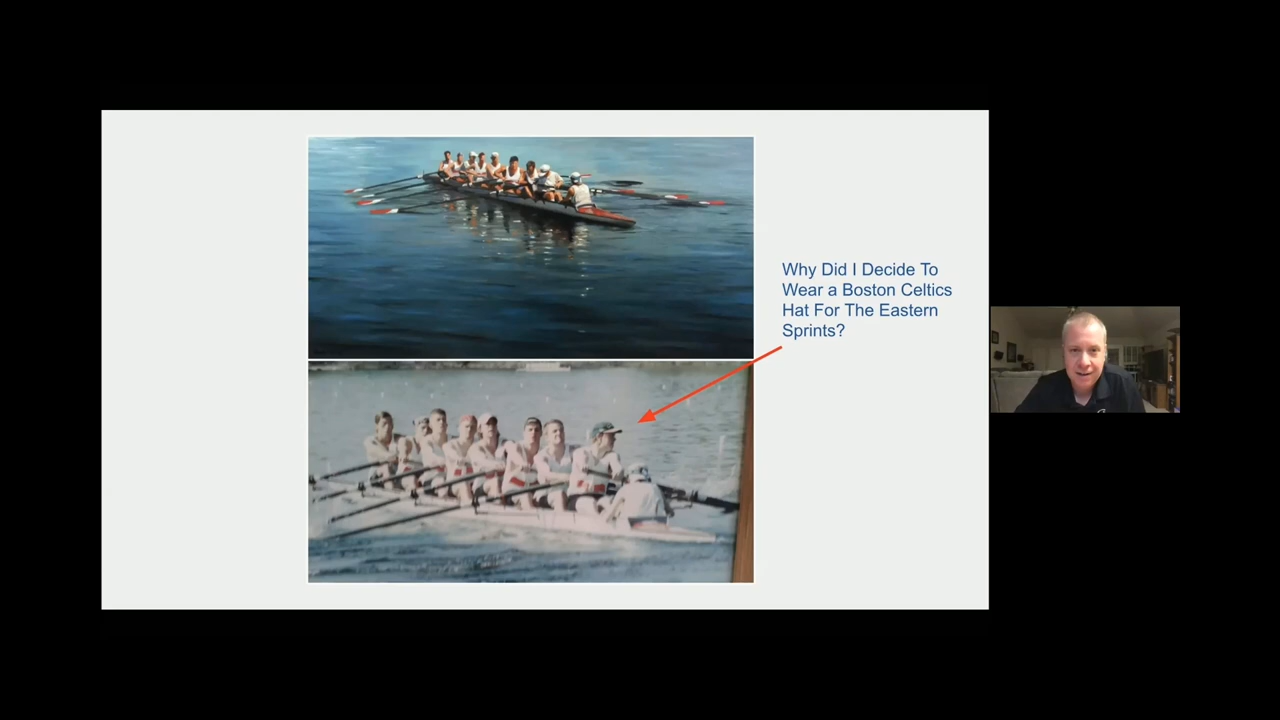 Why Did I Decide To
Wear a Boston Celtics
Hat For The Eastern
Sprints?